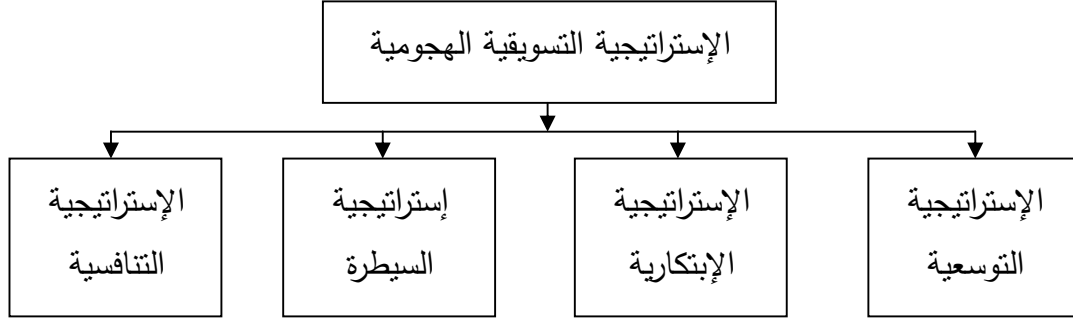 الإستراتيجية التسويقية الهجومية
الإستراتيجية
التوسعية
الإستراتيجية
الإبتكارية
إستراتيجية
السيطرة
الإستراتيجية
التنافسية